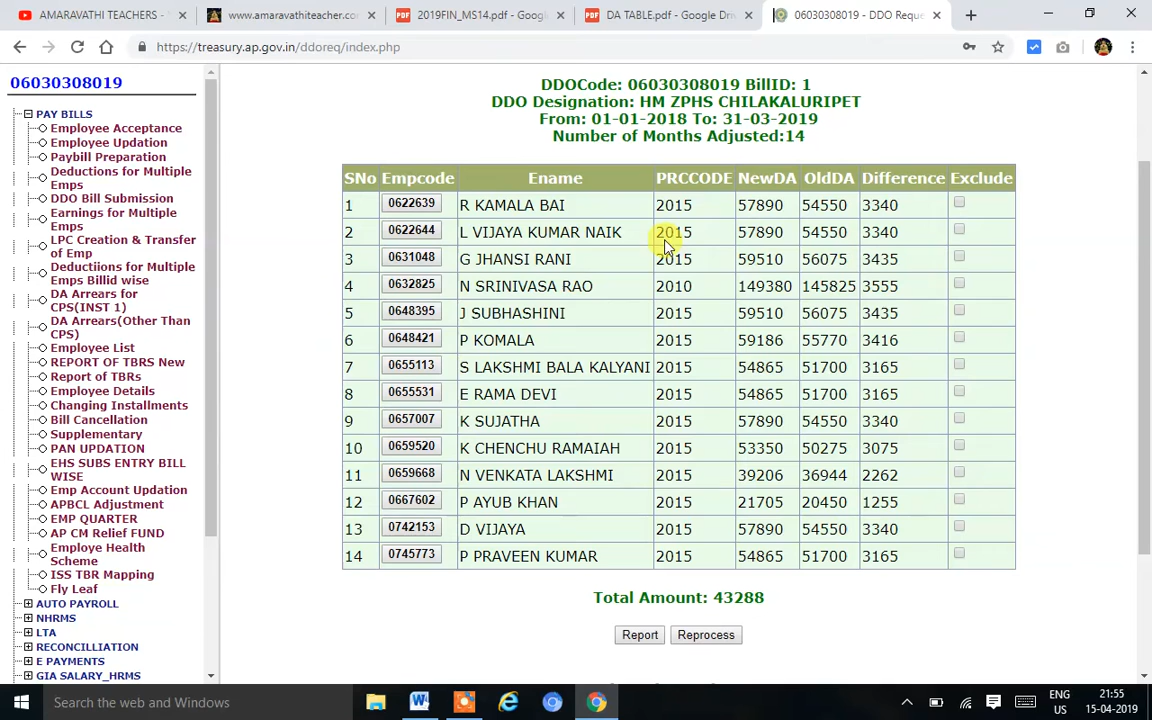 AMARAVATHI TEACHERS -
www.amaravathiteacher.co
2019FIN_MS14.pdf - Googl
DA TABLE.pdf - Google Dri
06030308019 - DDO Reque
https://treasury.ap.gov.in/ddoreq/index.php
06030308019
PAY BILLS
Employee Acceptance
Employee Updation
Paybill Preparation
Deductions for Multiple
Emps
DDO Bill Submission
Earnings for Multiple
Emps
LPC Creation & Transfer
of Emp
Deductiions for Multiple
Emps Billid wise
DA Arrears for
CPS(INST 1)
DA Arrears(Other Than
CPS)
Employee List
REPORT OF TBRS New
Report of TBRs
Employee Details
Changing Installments
Bill Cancellation
Supplementary
PAN UPDATION
EHS SUBS ENTRY BILL
WISE
Emp Account Updation
APBCL Adjustment
EMP QUARTER
AP CM Relief FUND
Employe Health
Scheme
ISS TBR Mapping
Fly Leaf
AUTO PAYROLL
NHRMS
LTA
RECONCILLIATION
E PAYMENTS
GIA SALARY_HRMS
DDOCode: 06030308019 BillID: 1
DDO Designation: HM ZPHS CHILAKALURIPET
From: 01-01-2018 To: 31-03-2019
Number of Months Adjusted:14
SNo Empcode Ename PRCCODE NewDA OldDA Difference Exclude
1 0622639 R KAMALA BAI 2015 57890 54550 3340
2 0622644 L VIJAYA KUMAR NAIK 2015 57890 54550 3340
3 0631048 G JHANSI RANI 2015 59510 56075 3435
4 0632825 N SRINIVASA RAO 2010 149380 145825 3555
5 0648395 J SUBHASHINI 2015 59510 56075 3435
6 0648421 P KOMALA 2015 59186 55770 3416
7 0655113 S LAKSHMI BALA KALYANI 2015 54865 51700 3165
8 0655531 E RAMA DEVI 2015 54865 51700 3165
9 0657007 K SUJATHA 2015 57890 54550 3340
10 0659520 K CHENCHU RAMAIAH 2015 53350 50275 3075
11 0659668 N VENKATA LAKSHMI 2015 39206 36944 2262
12 0667602 P AYUB KHAN 2015 21705 20450 1255
13 0742153 D VIJAYA 2015 57890 54550 3340
14 0745773 P PRAVEEN KUMAR 2015 54865 51700 3165
Total Amount: 43288
Report Reprocess
Search the web and Windows
ENG
US
21:55
15-04-2019